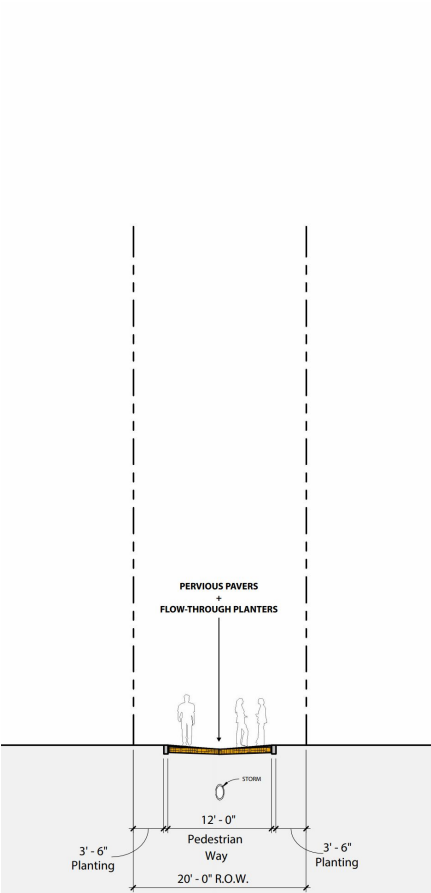 PERVIOUS PAVERS
+
FLOW-THROUGH PLANTERS
STORM
12' - 0"
Pedestrian
Way
3' - 6"
Planting
3' - 6"
Planting
20' - 0" R.O.W.